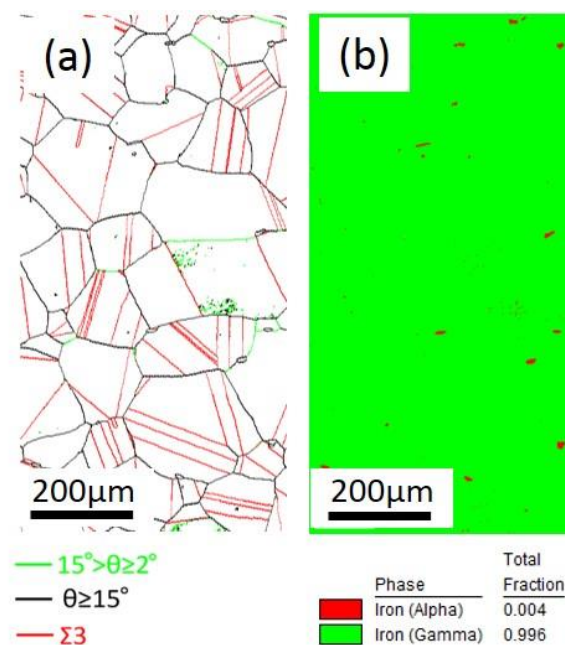 (a)
(b)
200μm
200μm
15°>θ≥2°
θ≥15°
Σ3
Total
Phase Fraction
Iron (Alpha) 0.004
Iron (Gamma) 0.996